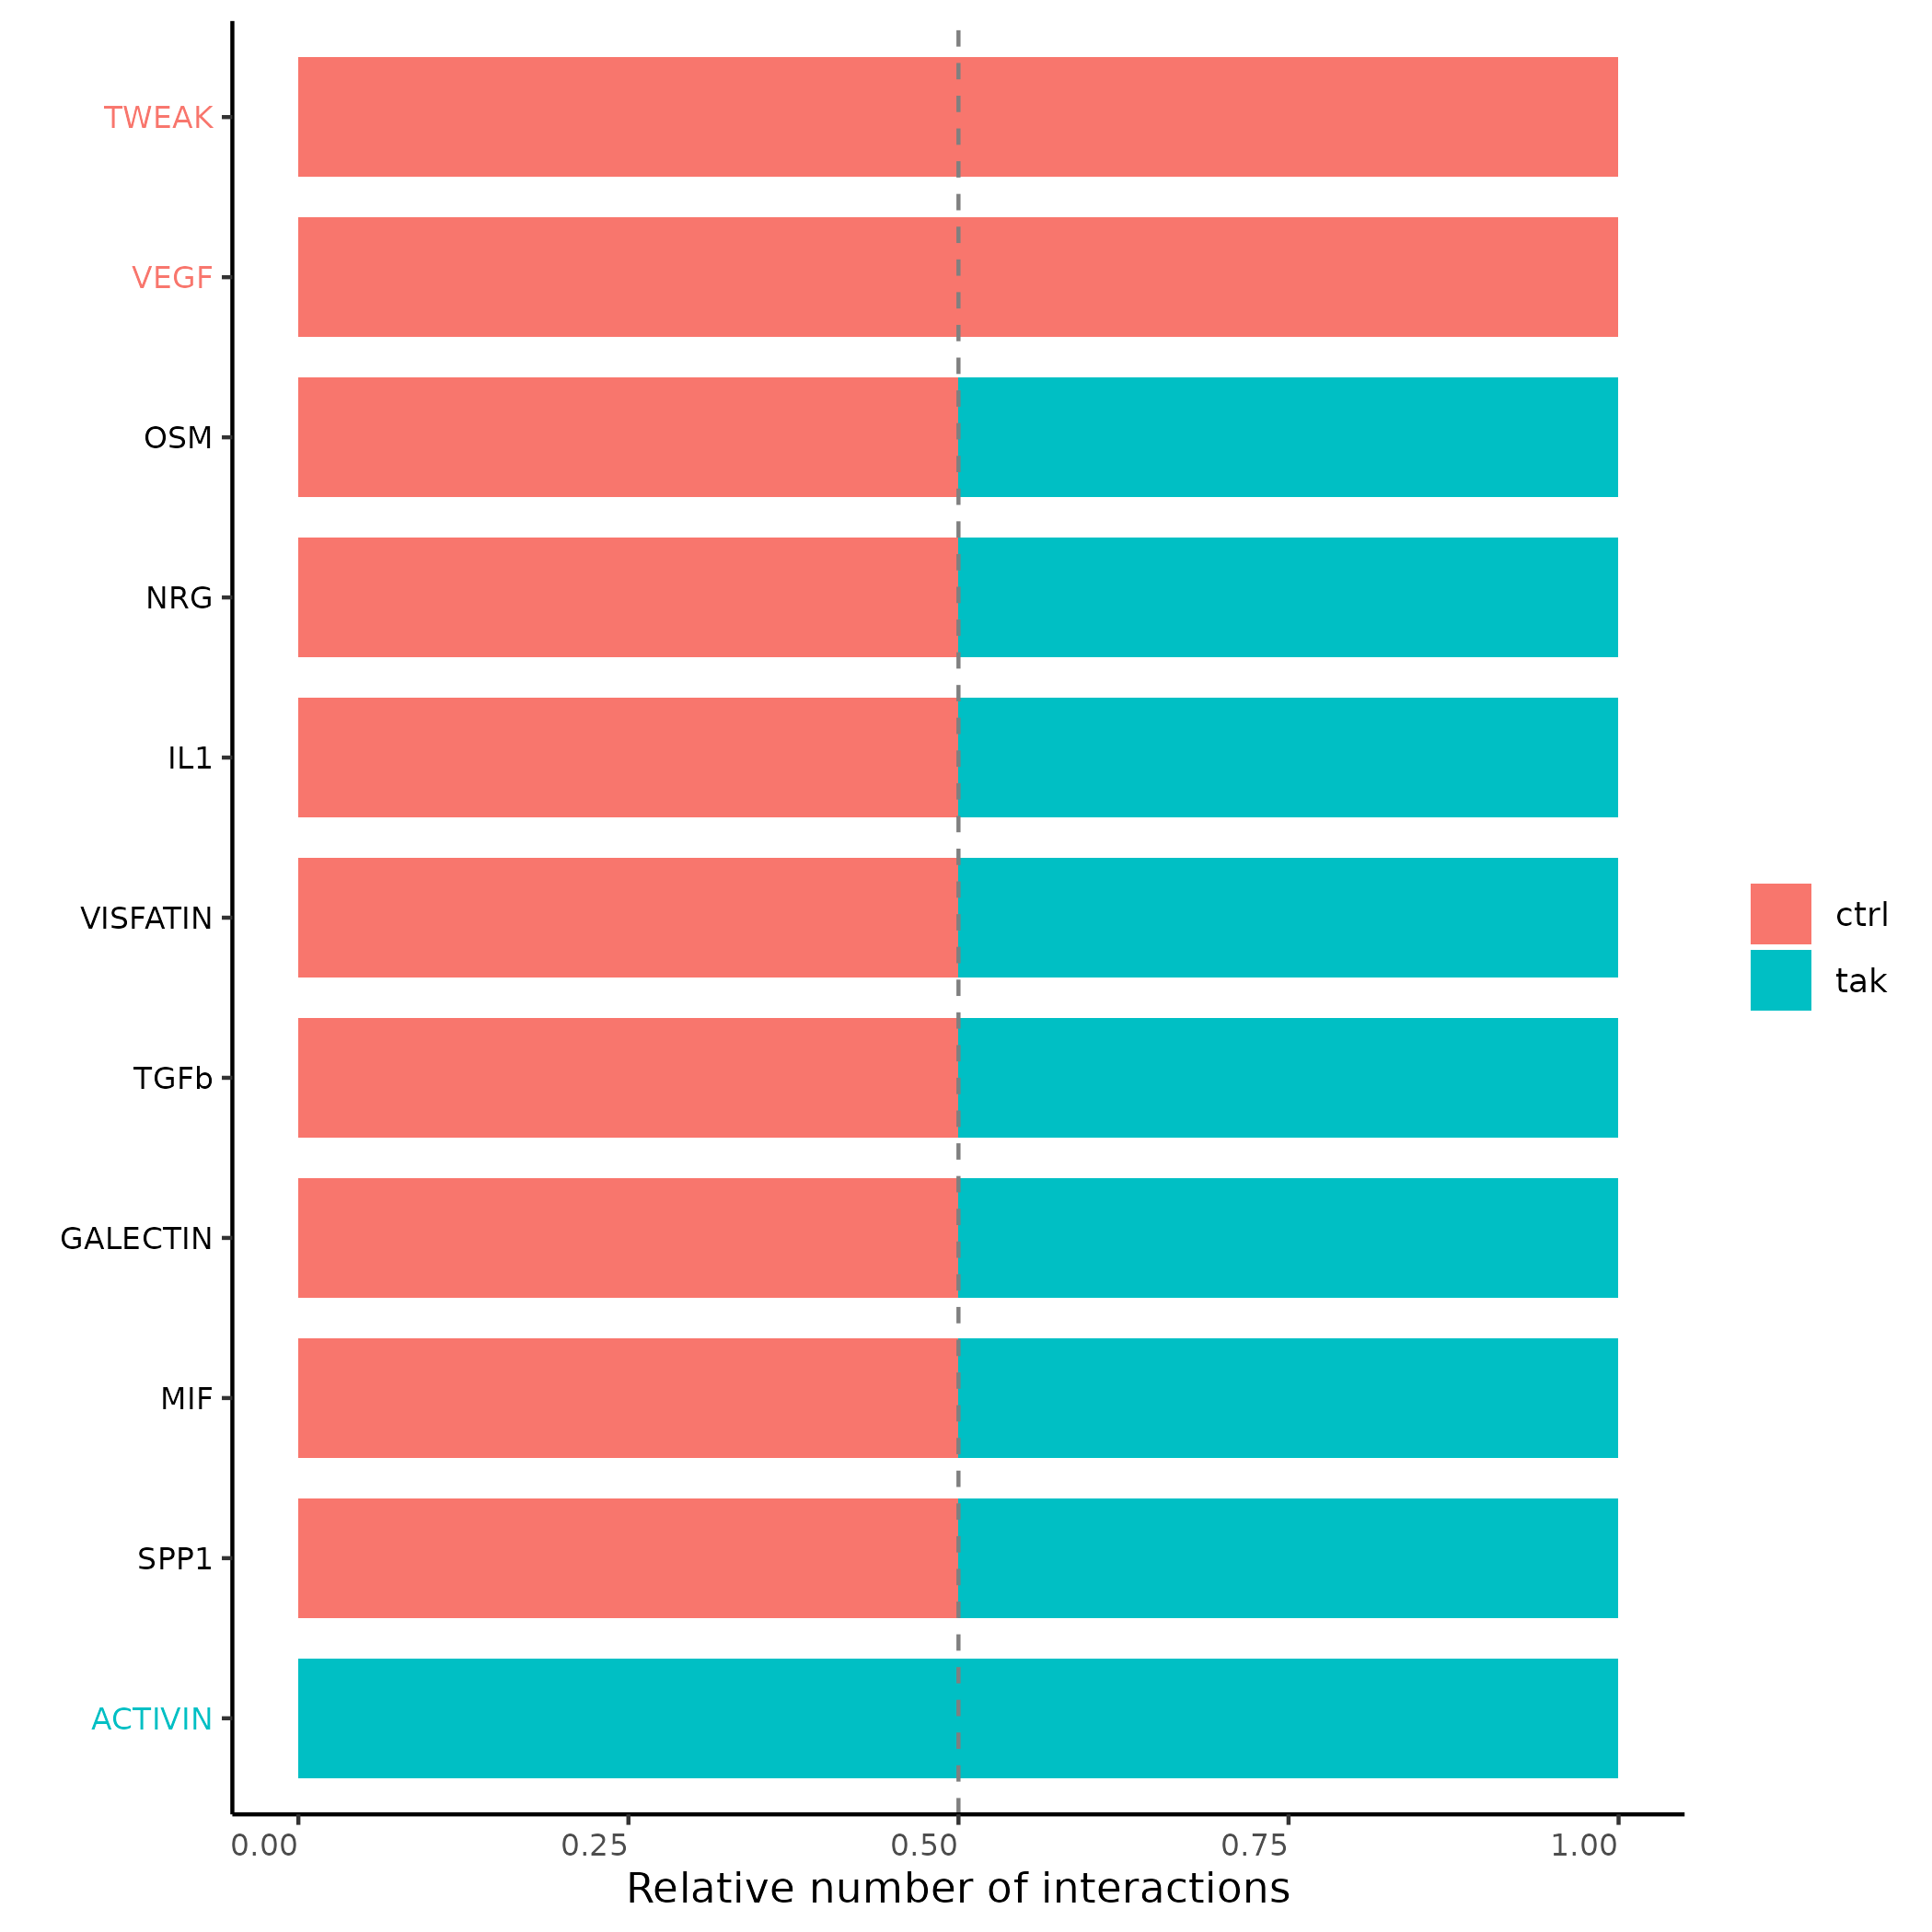 TWEAK
VEGF
OSM
NRG
IL1
VISFATIN
TGFb
GALECTIN
MIF
SPP1
ACTIVIN
0.00 0.25 0.50 0.75 1.00
Relative number of interactions
ctrl
tak